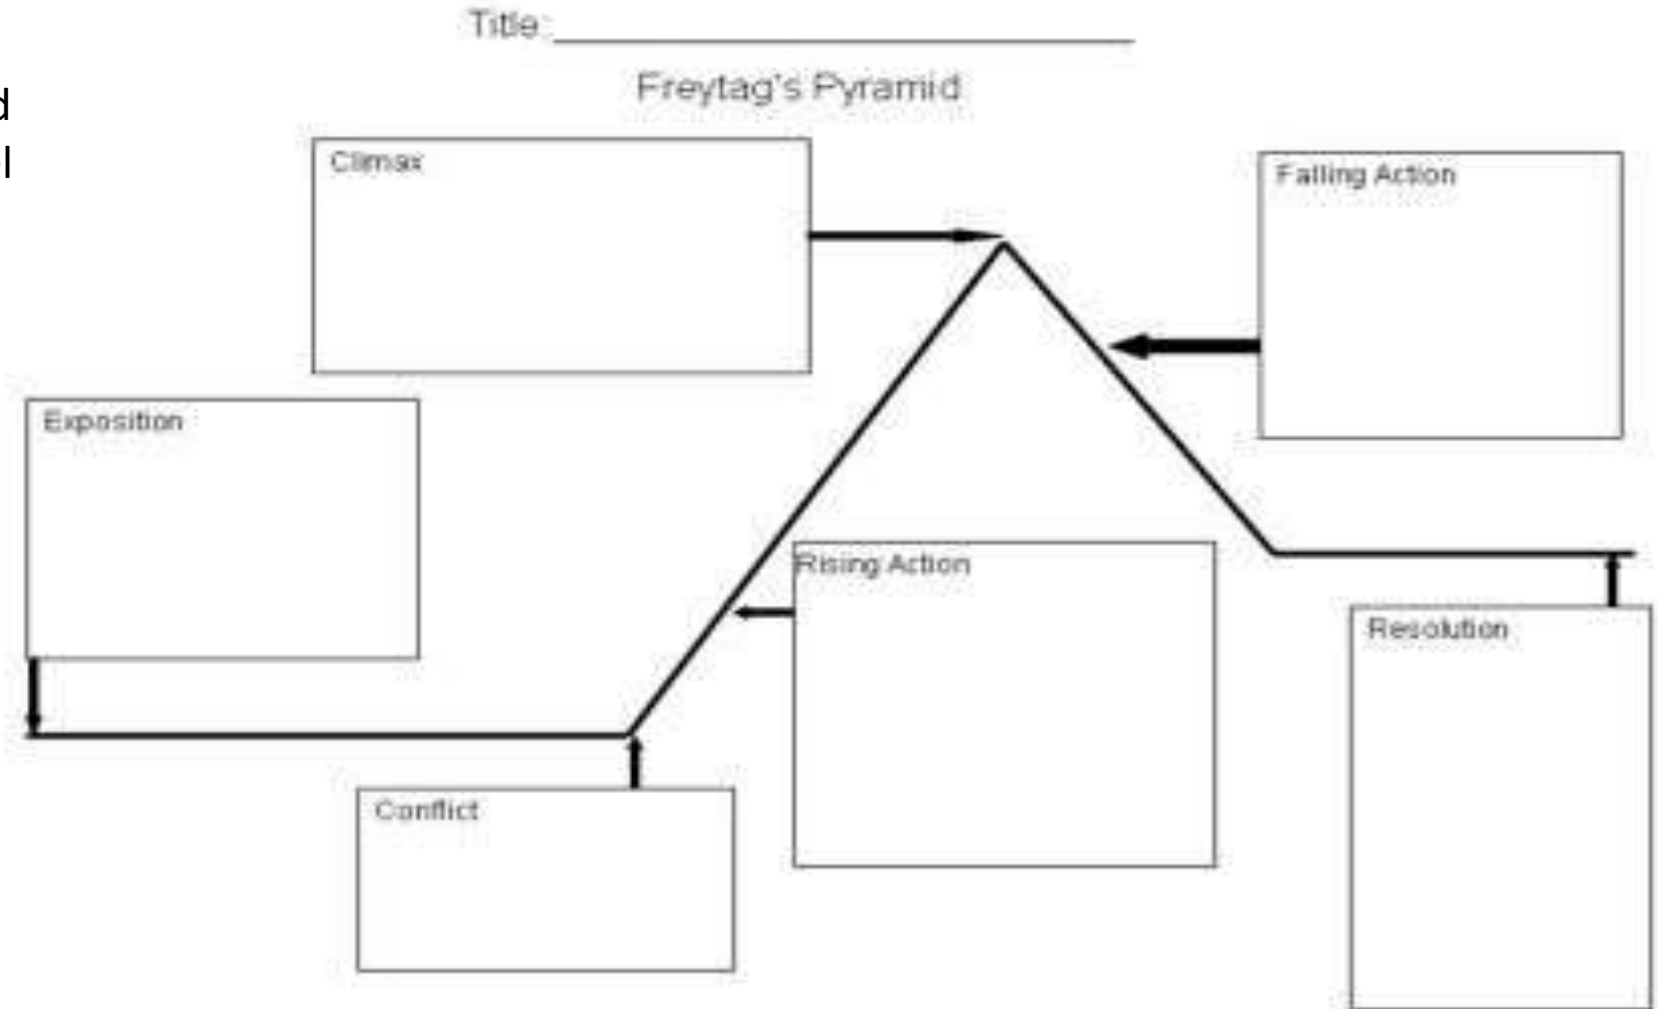 Title:
Freytag's Pyramid
d
l
Climax
Falling Action
Exposition
Rising Action
Resolution
Conflict